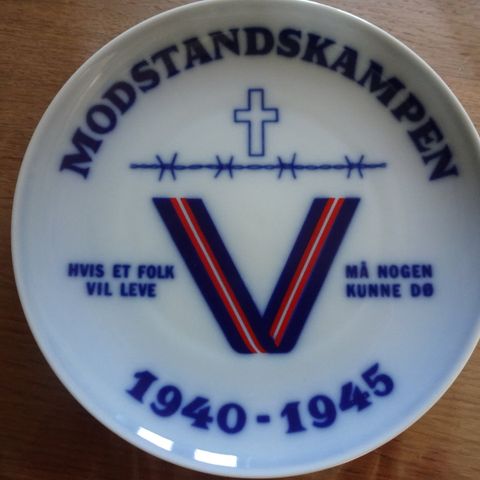 MODSTANDSKAMPEN
HVIS ET FOLK
VIL LEVE
MÅ NOGEN
KUNNE DØ
V
1940-1945